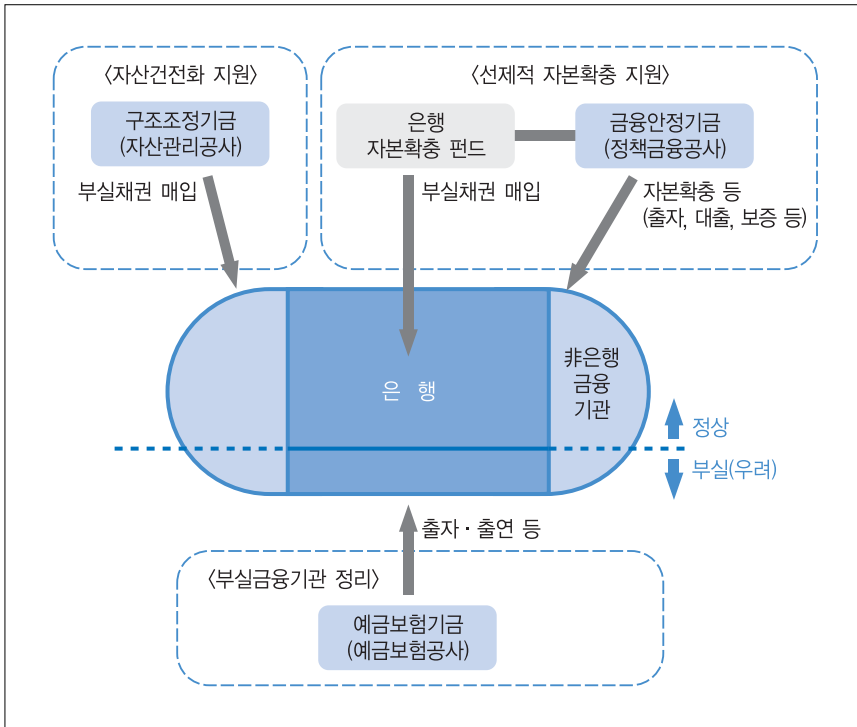 〈자산건전화 지원〉
구조조정기금
(자산관리공사)
부실채권 매입
〈선제적 자본확충 지원〉
은행
자본확충 펀드
금융안정기금
(정책금융공사)
부실채권 매입
자본확충 등
(출자, 대출, 보증 등)
은 행
非은행
금융
기관
정상
부실(우려)
출자·출연 등
〈부실금융기관 정리〉
예금보험기금
(예금보험공사)